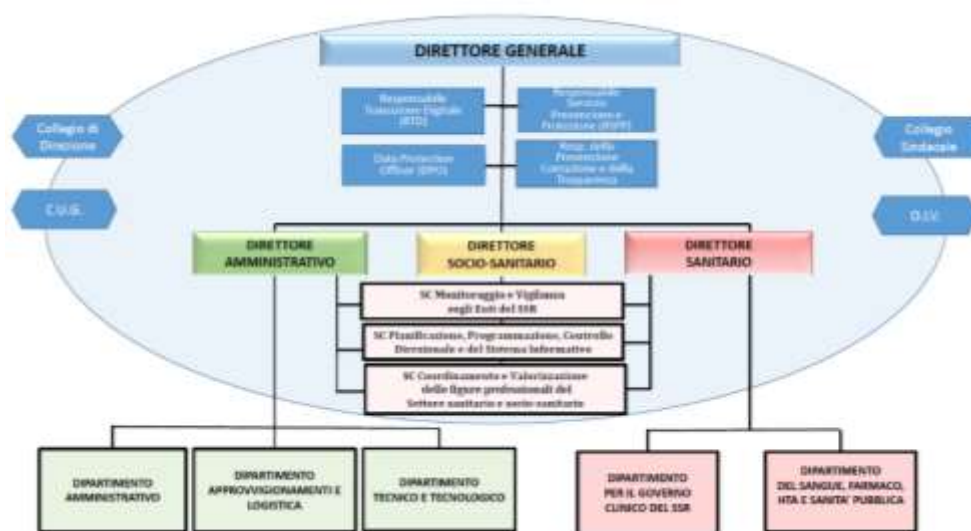 DIRETTORE GENERALE
Responsabile
Transizione Digitale
(RTD)
Responsabile
Servizio
Prevenzione e
Protezione (RSPP)
Data Protection
Officer (DPO)
Resp. della
Prevenzione
Corruzione e della
Trasparenza
Collegio di
Direzione
C.U.G.
Collegio
Sindacale
O.I.V.
DIRETTORE
AMMINISTRATIVO
DIRETTORE
SOCIO-SANITARIO
DIRETTORE
SANITARIO
SC Monitoraggio e Vigilanza
sugli Enti del SSR
SC Pianificazione, Programmazione, Controllo
Direzionale e del Sistema Informativo
SC Coordinamento e Valorizzazione
delle figure professionali del
Settore sanitario e socio-sanitario
DIPARTIMENTO
AMMINISTRATIVO
DIPARTIMENTO
APPROVVIGIONAMENTI E
LOGISTICA
DIPARTIMENTO
TECNICO E TECNOLOGICO
DIPARTIMENTO
PER IL GOVERNO
CLINICO DEL SSR
DIPARTIMENTO
DEL SANGUE, FARMACO,
HTA E SANITA' PUBBLICA